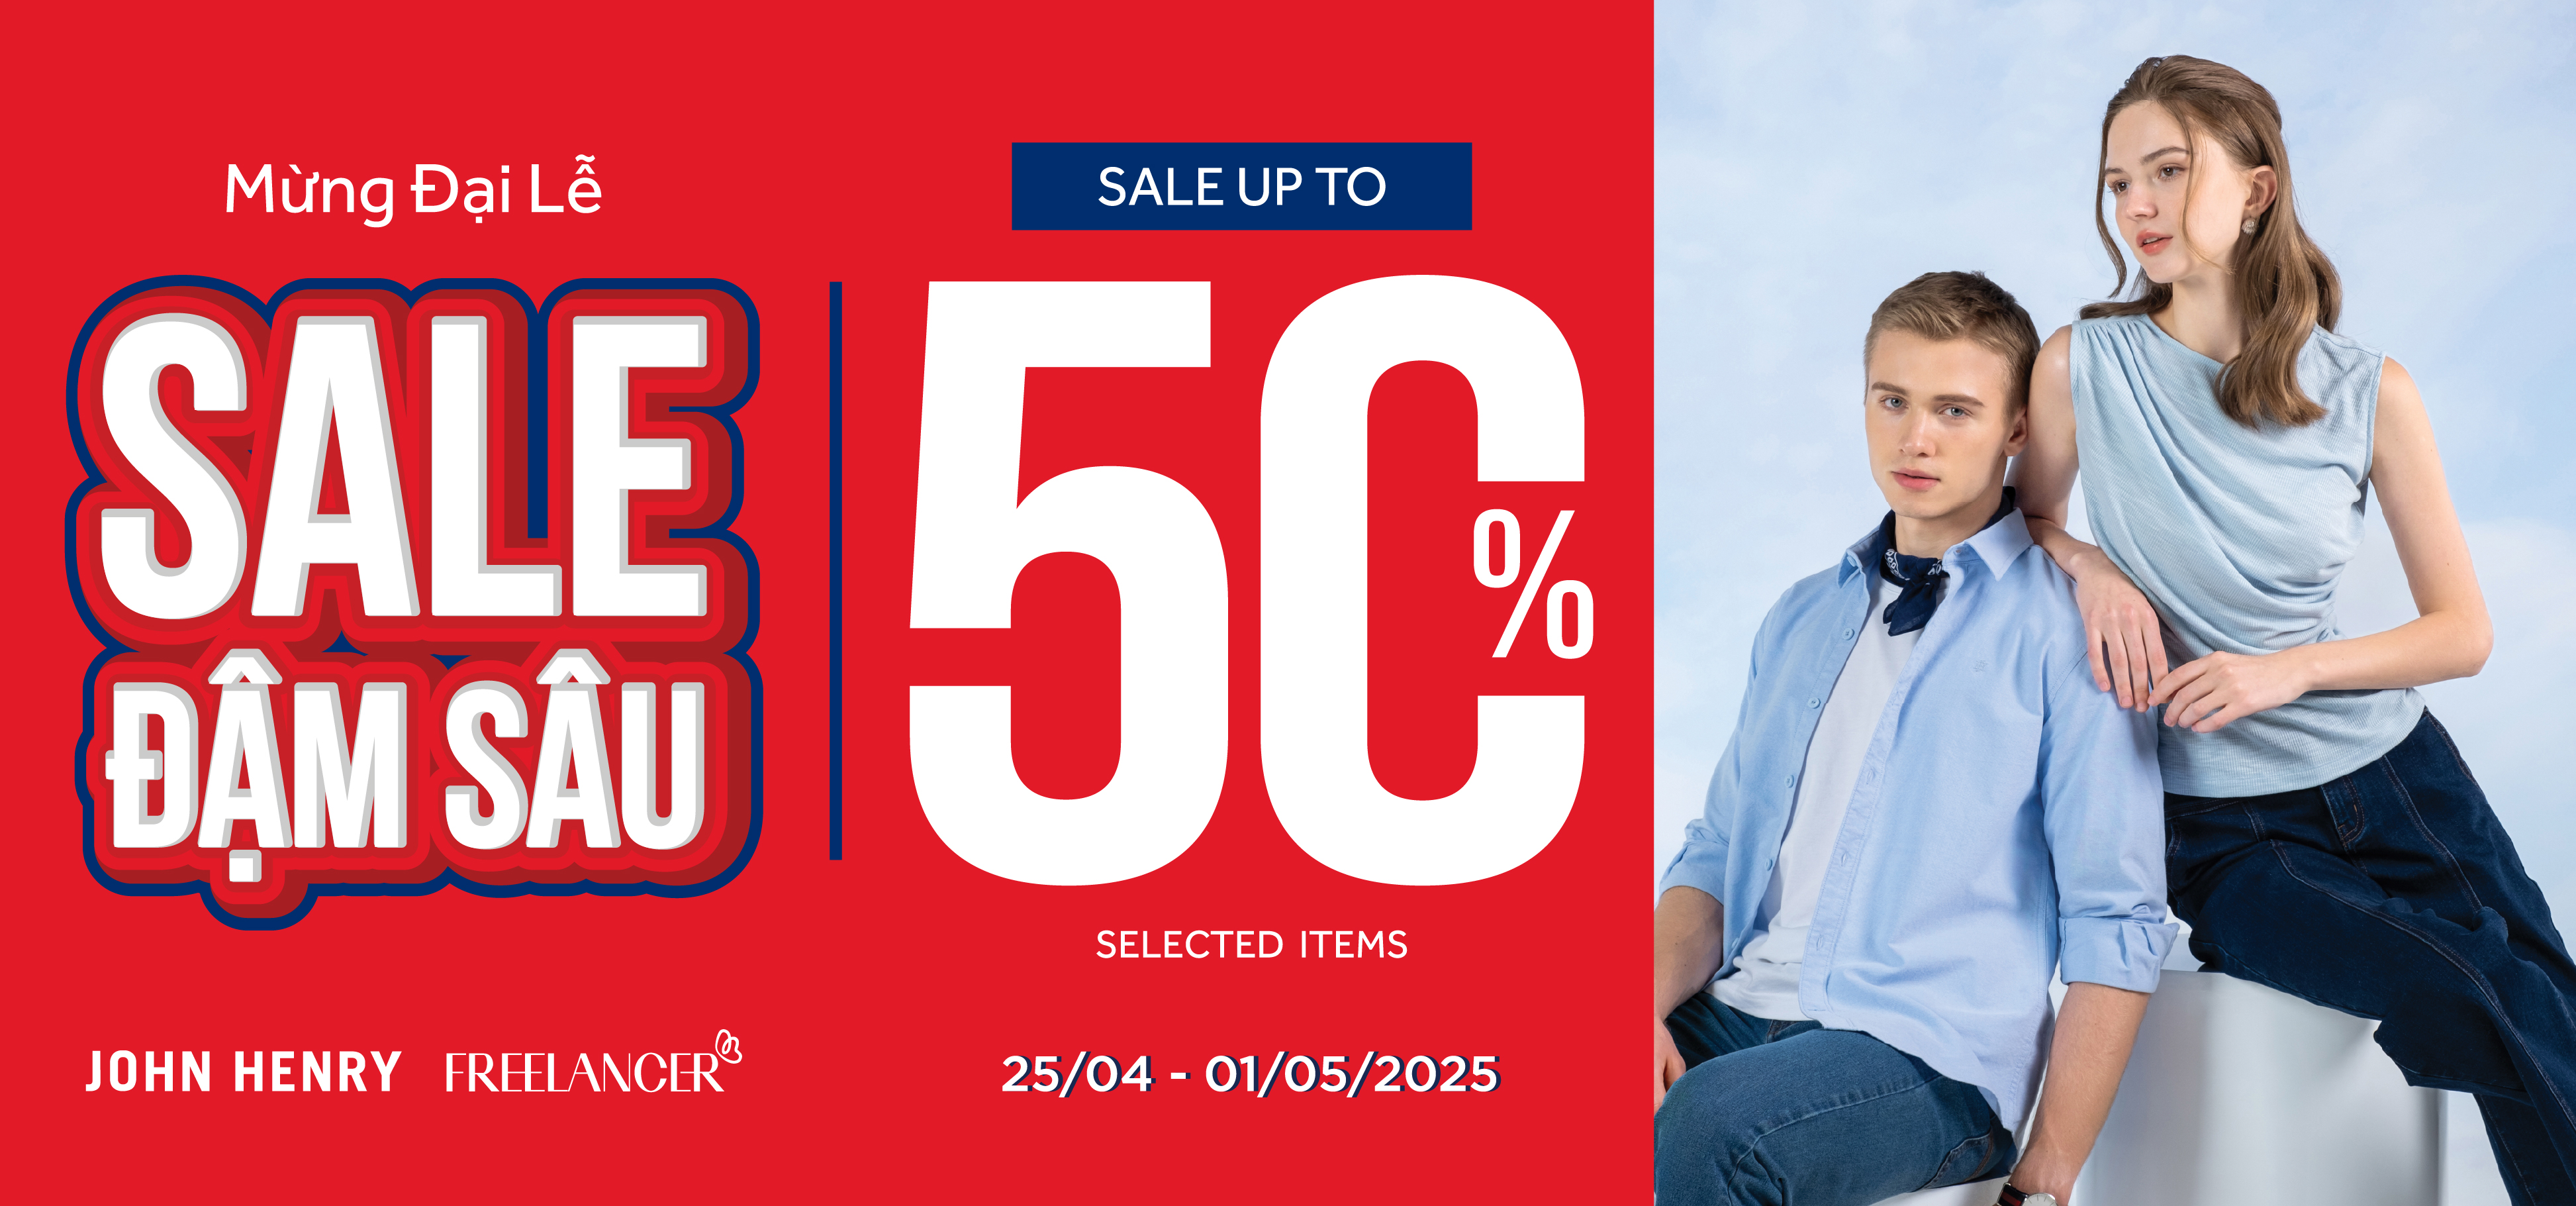 Mừng Đại Lễ
SALE
ĐẬM SÂU
JOHN HENRY FREELANCER
SALE UP TO
50%
SELECTED ITEMS
25/04 - 01/05/2025